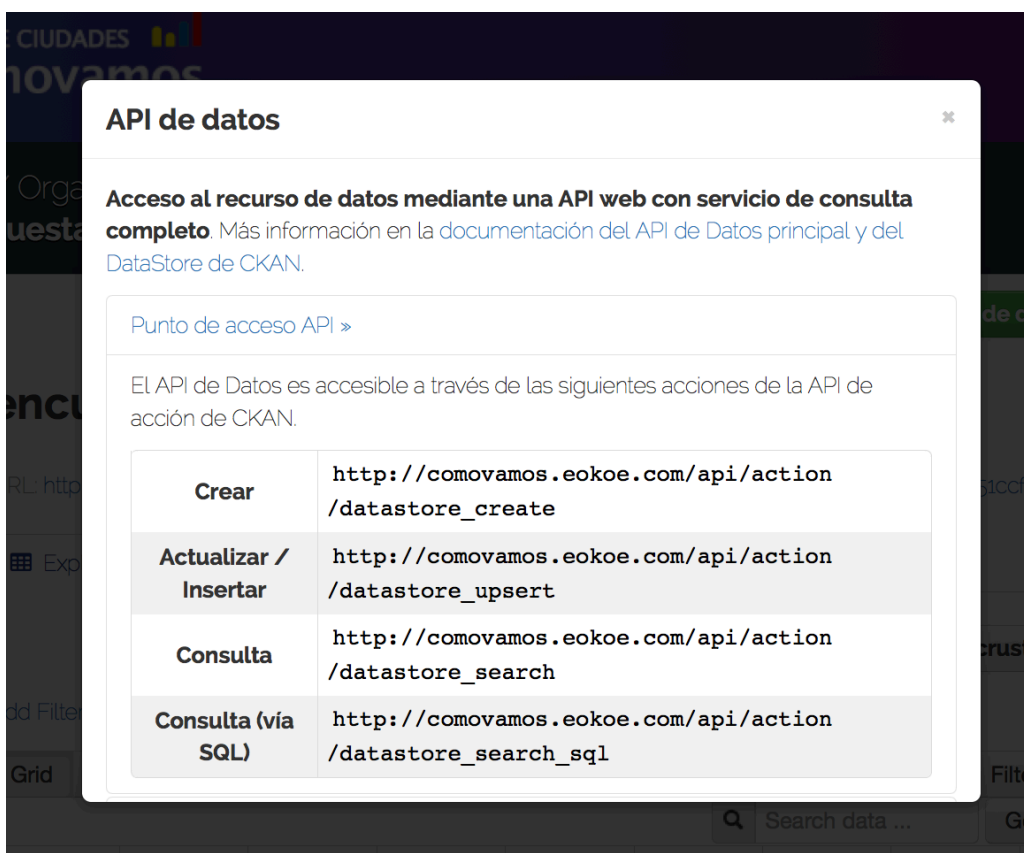 CIUDADES
API de datos
Acceso al recurso de datos mediante una API web con servicio de consulta
completo. Más información en la documentación del API de Datos principal y del
DataStore de CKAN.
Punto de acceso API »
El API de Datos es accesible a través de las siguientes acciones de la API de
acción de CKAN.
Crear
http://comovamos.eokoe.com/api/action
/datastore_create
Actualizar /
Insertar
http://comovamos.eokoe.com/api/action
/datastore_upsert
Consulta
http://comovamos.eokoe.com/api/action
/datastore_search
Consulta (vía
SQL)
http://comovamos.eokoe.com/api/action
/datastore_search_sql
Grid
Search data ...